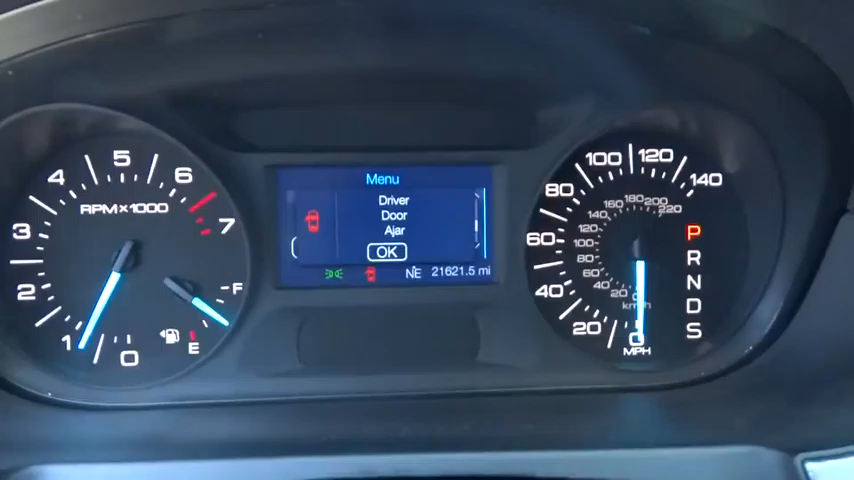 0
1
2
3
4
5
6
7
RPM×1000
F
E
Menu
Driver
Door
Ajar
OK
NE 21621.5 mi
0
20
40
60
80
100
120
140
MPH
20
40
60
80
100
120
140
160
180
200
220
km/h
P
R
N
D
S